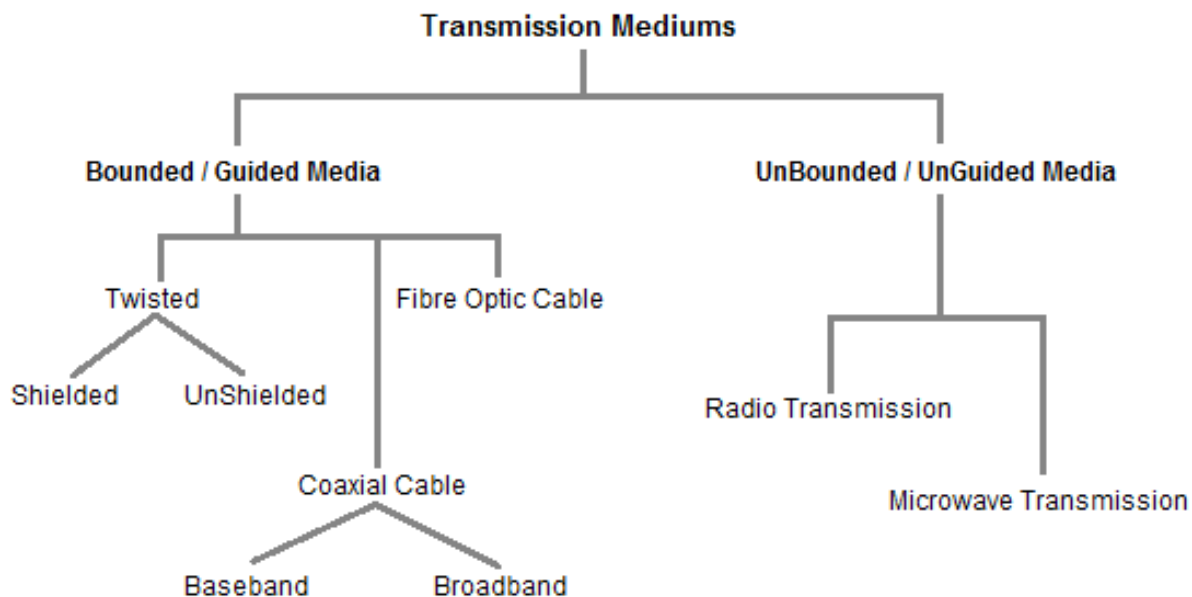 Transmission Mediums
Bounded / Guided Media
UnBounded / UnGuided Media
Twisted
Fibre Optic Cable
Shielded
UnShielded
Radio Transmission
Coaxial Cable
Microwave Transmission
Baseband
Broadband